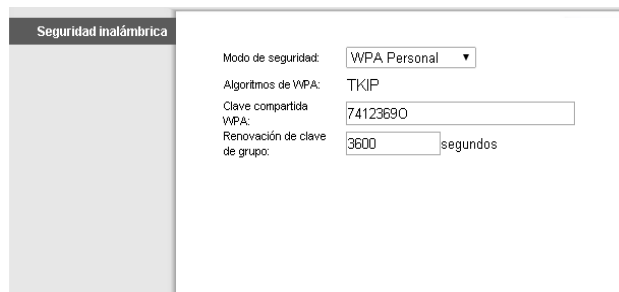 Seguridad inalámbrica
Modo de seguridad: WPA Personal
Algoritmos de WPA: TKIP
Clave compartida
WPA: 7412369O
Renovación de clave
de grupo: 3600 segundos